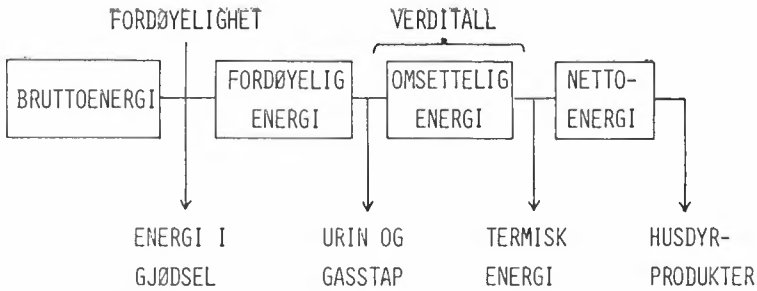 FORDØYELIGHET
VERDITALL
BRUTTOENERGI
FORDØYELIG
ENERGI
OMSETTELIG
ENERGI
NETTO-
ENERGI
ENERGI I
GJØDSEL
URIN OG
GASSTAP
TERMISK
ENERGI
HUSDYR-
PRODUKTER